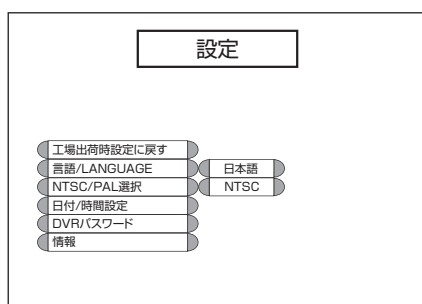 設定
工場出荷時設定に戻す
言語/LANGUAGE 日本語
NTSC/PAL選択 NTSC
日付/時間設定
DVRパスワード
情報